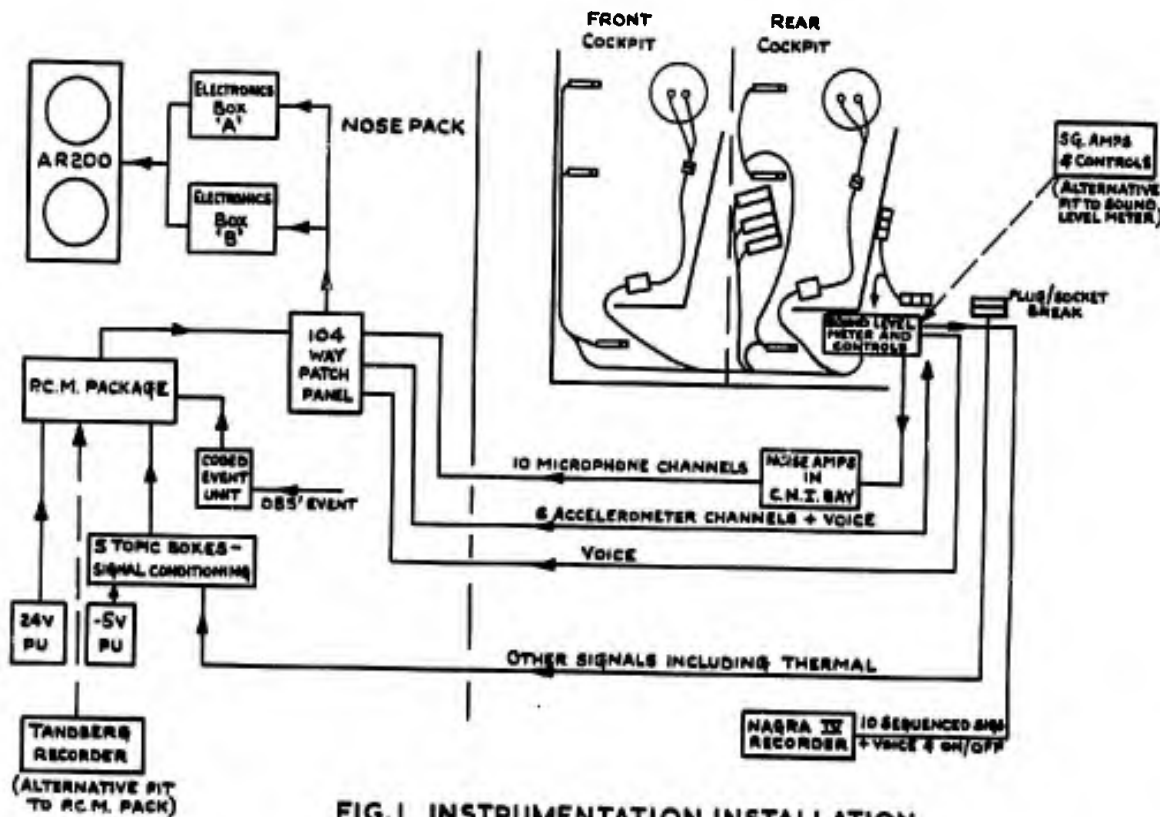 FRONT
COCKPIT
REAR
COCKPIT
ELECTRONICS
BOX
'A'
NOSE PACK
AR200
ELECTRONICS
BOX
'B'
SG. AMPS
& CONTROLS
(ALTERNATIVE
FIT TO SOUND
LEVEL METER)
PLUG/SOCKET
BREAK
SOUND LEVEL
METER AND
CONTROLS
104
WAY
PATCH
PANEL
P.C.M. PACKAGE
CODED
EVENT
UNIT
OBS' EVENT
10 MICROPHONE CHANNELS
NOISE AMPS
IN
C.N.I. BAY
6 ACCELEROMETER CHANNELS + VOICE
VOICE
5 TOPIC BOXES -
SIGNAL CONDITIONING
24V
PU
-5V
PU
OTHER SIGNALS INCLUDING THERMAL
TANDBERG
RECORDER
(ALTERNATIVE FIT
TO P.C.M. PACK)
NAGRA IV
RECORDER
10 SEQUENCED SIGS
+ VOICE & ON/OFF
FIG. 1 INSTRUMENTATION INSTALLATION